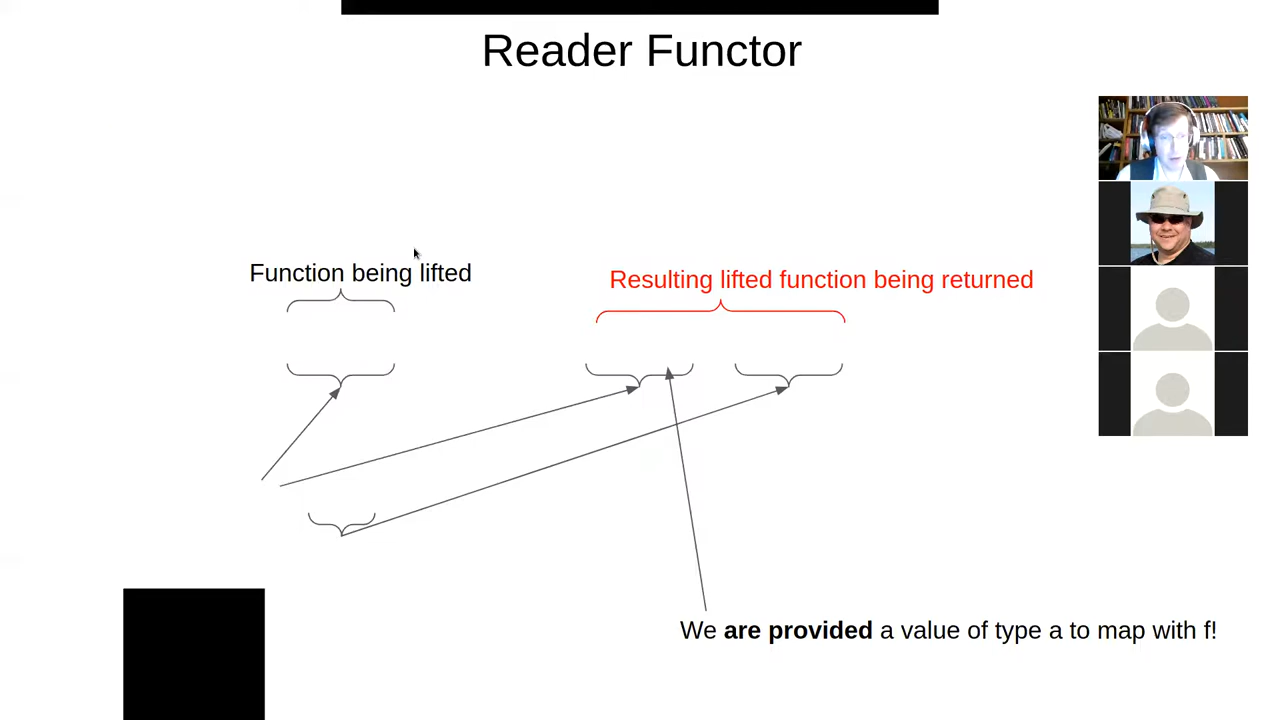 Reader Functor
Function being lifted
Resulting lifted function being returned
We are provided a value of type a to map with f!